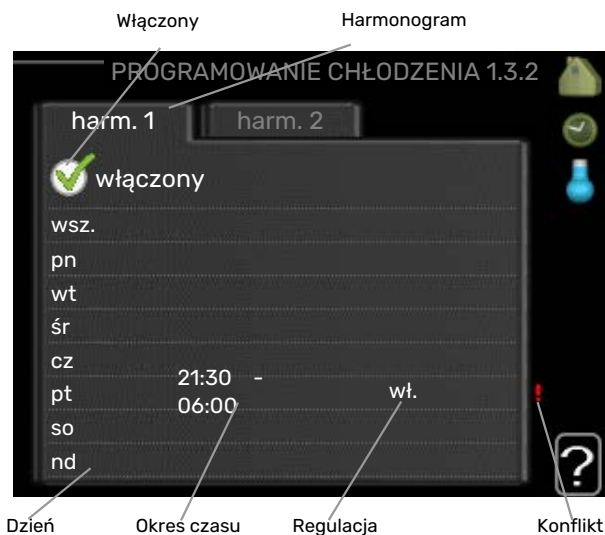 Włączony
Harmonogram
PROGRAMOWANIE CHŁODZENIA 1.3.2
harm. 1
harm. 2
włączony
wsz.
pn
wt
śr
cz
pt
21:30 -
06:00
wł.
!
so
nd
?
Dzień
Okres czasu
Regulacja
Konflikt